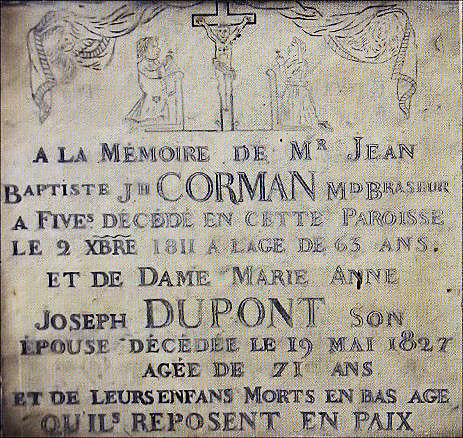 A LA MÉMOIRE DE Mᴿ JEAN
BAPTISTE Jᴴ CORMAN Mᴰ BRASEUR
A FIVEˢ DÉCÉDÉ EN CETTE PAROISSE
LE 2 XBRE 1811 A L'AGE DE 63 ANS.
ET DE DAME MARIE ANNE
JOSEPH DUPONT SON
ÉPOUSE DÉCÉDÉE LE 19 MAI 1827
AGÉE DE 71 ANS
ET DE LEURS ENFANS MORTS EN BAS AGE
QU'ILˢ REPOSENT EN PAIX